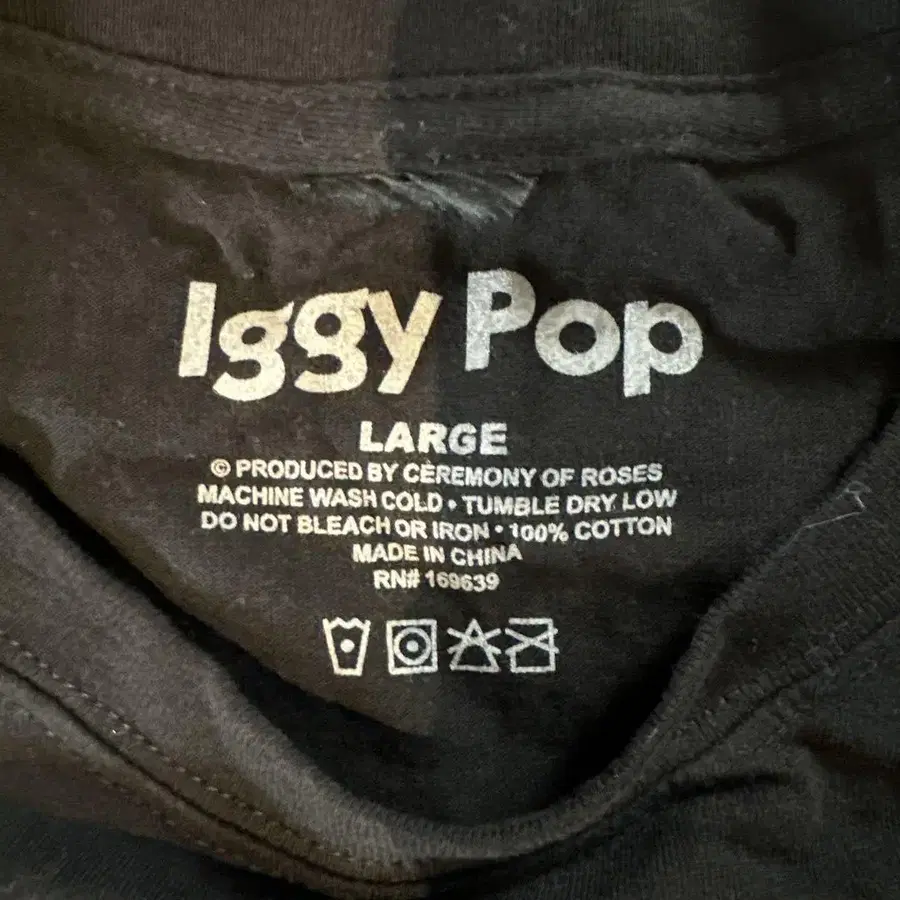 Iggy Pop
LARGE
© PRODUCED BY CEREMONY OF ROSES
MACHINE WASH COLD • TUMBLE DRY LOW
DO NOT BLEACH OR IRON • 100% COTTON
MADE IN CHINA
RN# 169639